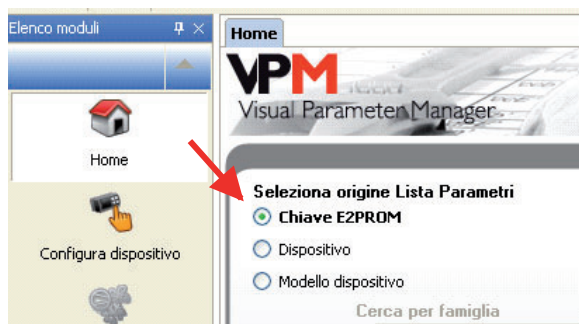 Elenco moduli
Home
Configura dispositivo
Home
VPM
Visual Parameter Manager
Seleziona origine Lista Parametri
Chiave E2PROM
Dispositivo
Modello dispositivo
Cerca per famiglia